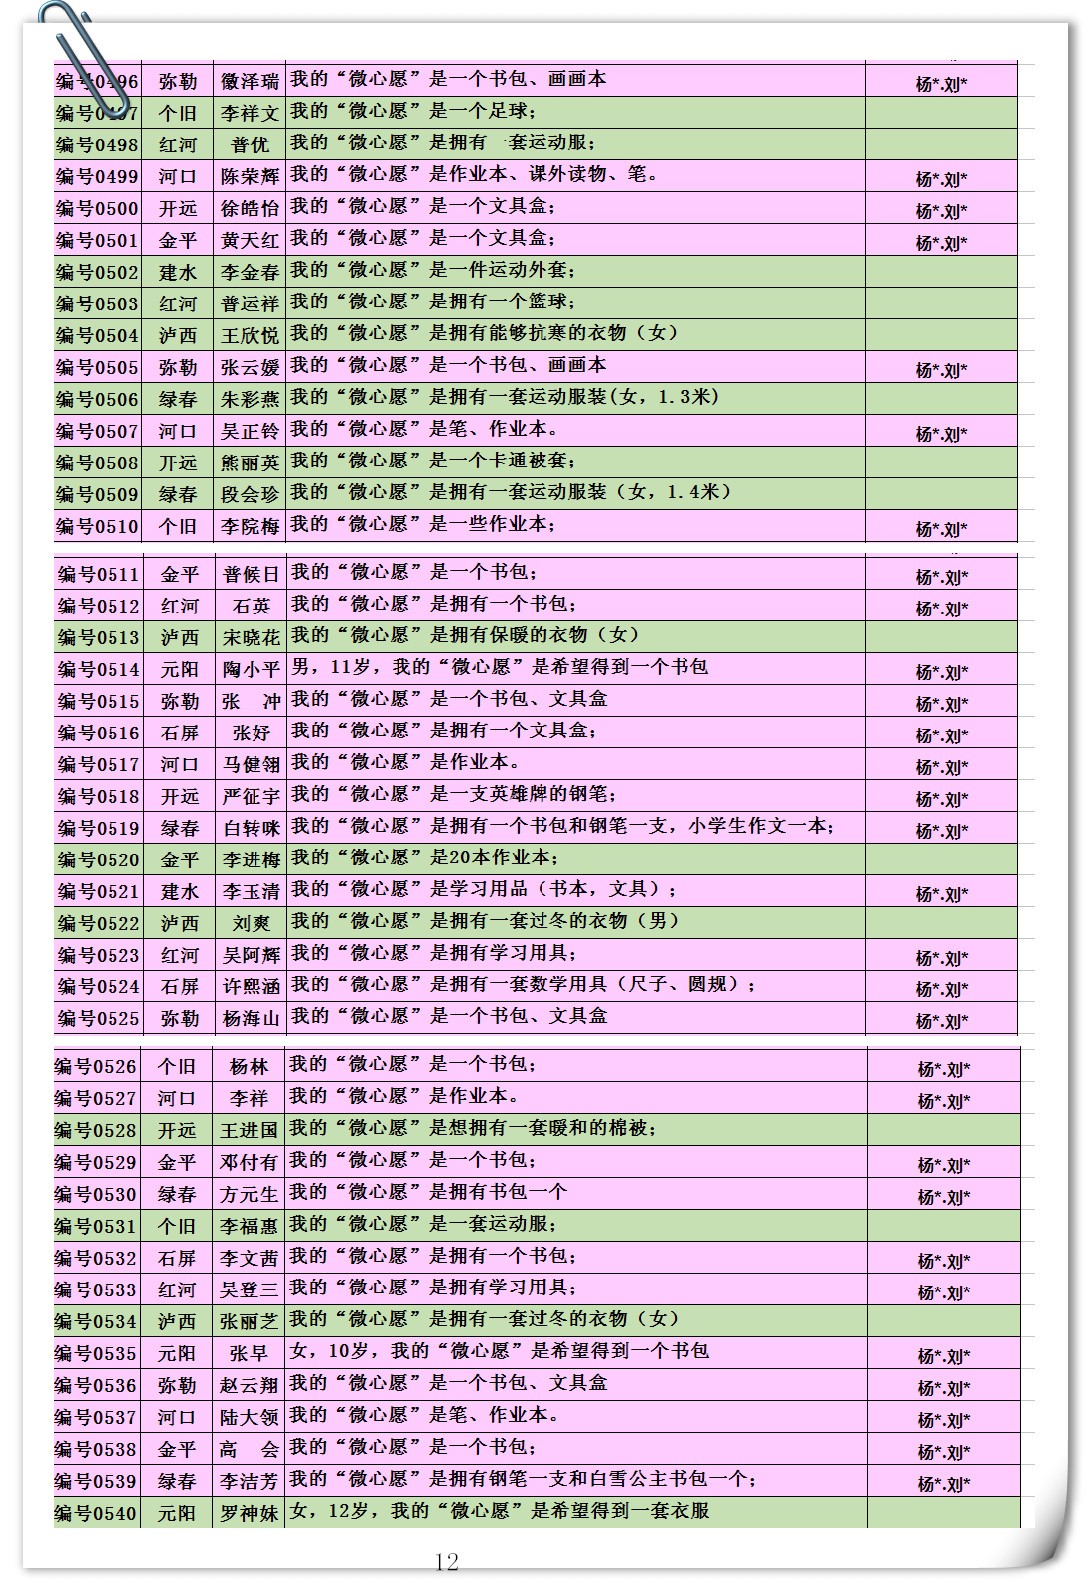 编号0496 弥勒 徽泽瑞 我的“微心愿”是一个书包、画画本 杨*.刘*
编号0497 个旧 李祥文 我的“微心愿”是一个足球；
编号0498 红河 普优 我的“微心愿”是拥有一套运动服；
编号0499 河口 陈荣辉 我的“微心愿”是作业本、课外读物、笔。 杨*.刘*
编号0500 开远 徐皓怡 我的“微心愿”是一个文具盒； 杨*.刘*
编号0501 金平 黄天红 我的“微心愿”是一个文具盒； 杨*.刘*
编号0502 建水 李金春 我的“微心愿”是一件运动外套；
编号0503 红河 普运祥 我的“微心愿”是拥有一个篮球；
编号0504 泸西 王欣悦 我的“微心愿”是拥有能够抗寒的衣物（女）
编号0505 弥勒 张云媛 我的“微心愿”是一个书包、画画本 杨*.刘*
编号0506 绿春 朱彩燕 我的“微心愿”是拥有一套运动服装(女，1.3米)
编号0507 河口 吴正铃 我的“微心愿”是笔、作业本。 杨*.刘*
编号0508 开远 熊丽英 我的“微心愿”是一个卡通被套；
编号0509 绿春 段会珍 我的“微心愿”是拥有一套运动服装（女，1.4米）
编号0510 个旧 李院梅 我的“微心愿”是一些作业本； 杨*.刘*
编号0511 金平 普候日 我的“微心愿”是一个书包； 杨*.刘*
编号0512 红河 石英 我的“微心愿”是拥有一个书包； 杨*.刘*
编号0513 泸西 宋晓花 我的“微心愿”是拥有保暖的衣物（女）
编号0514 元阳 陶小平 男，11岁，我的“微心愿”是希望得到一个书包 杨*.刘*
编号0515 弥勒 张 冲 我的“微心愿”是一个书包、文具盒 杨*.刘*
编号0516 石屏 张妤 我的“微心愿”是拥有一个文具盒； 杨*.刘*
编号0517 河口 马健翎 我的“微心愿”是作业本。 杨*.刘*
编号0518 开远 严征宇 我的“微心愿”是一支英雄牌的钢笔； 杨*.刘*
编号0519 绿春 白转咪 我的“微心愿”是拥有一个书包和钢笔一支，小学生作文一本； 杨*.刘*
编号0520 金平 李进梅 我的“微心愿”是20本作业本；
编号0521 建水 李玉清 我的“微心愿”是学习用品（书本，文具）； 杨*.刘*
编号0522 泸西 刘爽 我的“微心愿”是拥有一套过冬的衣物（男）
编号0523 红河 吴阿辉 我的“微心愿”是拥有学习用具； 杨*.刘*
编号0524 石屏 许熙涵 我的“微心愿”是拥有一套数学用具（尺子、圆规）； 杨*.刘*
编号0525 弥勒 杨海山 我的“微心愿”是一个书包、文具盒 杨*.刘*
编号0526 个旧 杨林 我的“微心愿”是一个书包； 杨*.刘*
编号0527 河口 李祥 我的“微心愿”是作业本。 杨*.刘*
编号0528 开远 王进国 我的“微心愿”是想拥有一套暖和的棉被；
编号0529 金平 邓付有 我的“微心愿”是一个书包； 杨*.刘*
编号0530 绿春 方元生 我的“微心愿”是拥有书包一个 杨*.刘*
编号0531 个旧 李福惠 我的“微心愿”是一套运动服；
编号0532 石屏 李文茜 我的“微心愿”是拥有一个书包； 杨*.刘*
编号0533 红河 吴登三 我的“微心愿”是拥有学习用具； 杨*.刘*
编号0534 泸西 张丽芝 我的“微心愿”是拥有一套过冬的衣物（女）
编号0535 元阳 张早 女，10岁，我的“微心愿”是希望得到一个书包 杨*.刘*
编号0536 弥勒 赵云翔 我的“微心愿”是一个书包、文具盒 杨*.刘*
编号0537 河口 陆大领 我的“微心愿”是笔、作业本。 杨*.刘*
编号0538 金平 高 会 我的“微心愿”是一个书包； 杨*.刘*
编号0539 绿春 李洁芳 我的“微心愿”是拥有钢笔一支和白雪公主书包一个； 杨*.刘*
编号0540 元阳 罗神妹 女，12岁，我的“微心愿”是希望得到一套衣服
12